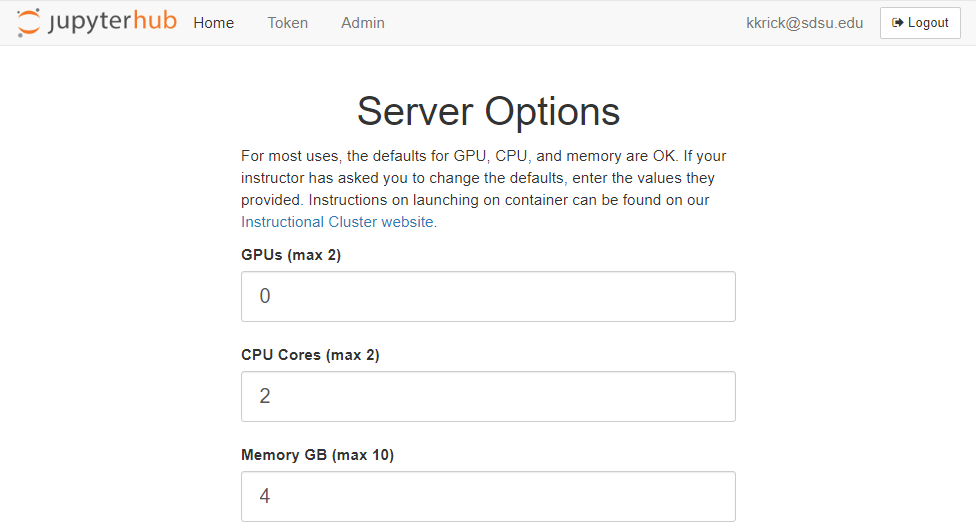 jupyterhub Home Token Admin kkrick@sdsu.edu Logout
Server Options
For most uses, the defaults for GPU, CPU, and memory are OK. If your
instructor has asked you to change the defaults, enter the values they
provided. Instructions on launching on container can be found on our
Instructional Cluster website.
GPUs (max 2)
0
CPU Cores (max 2)
2
Memory GB (max 10)
4